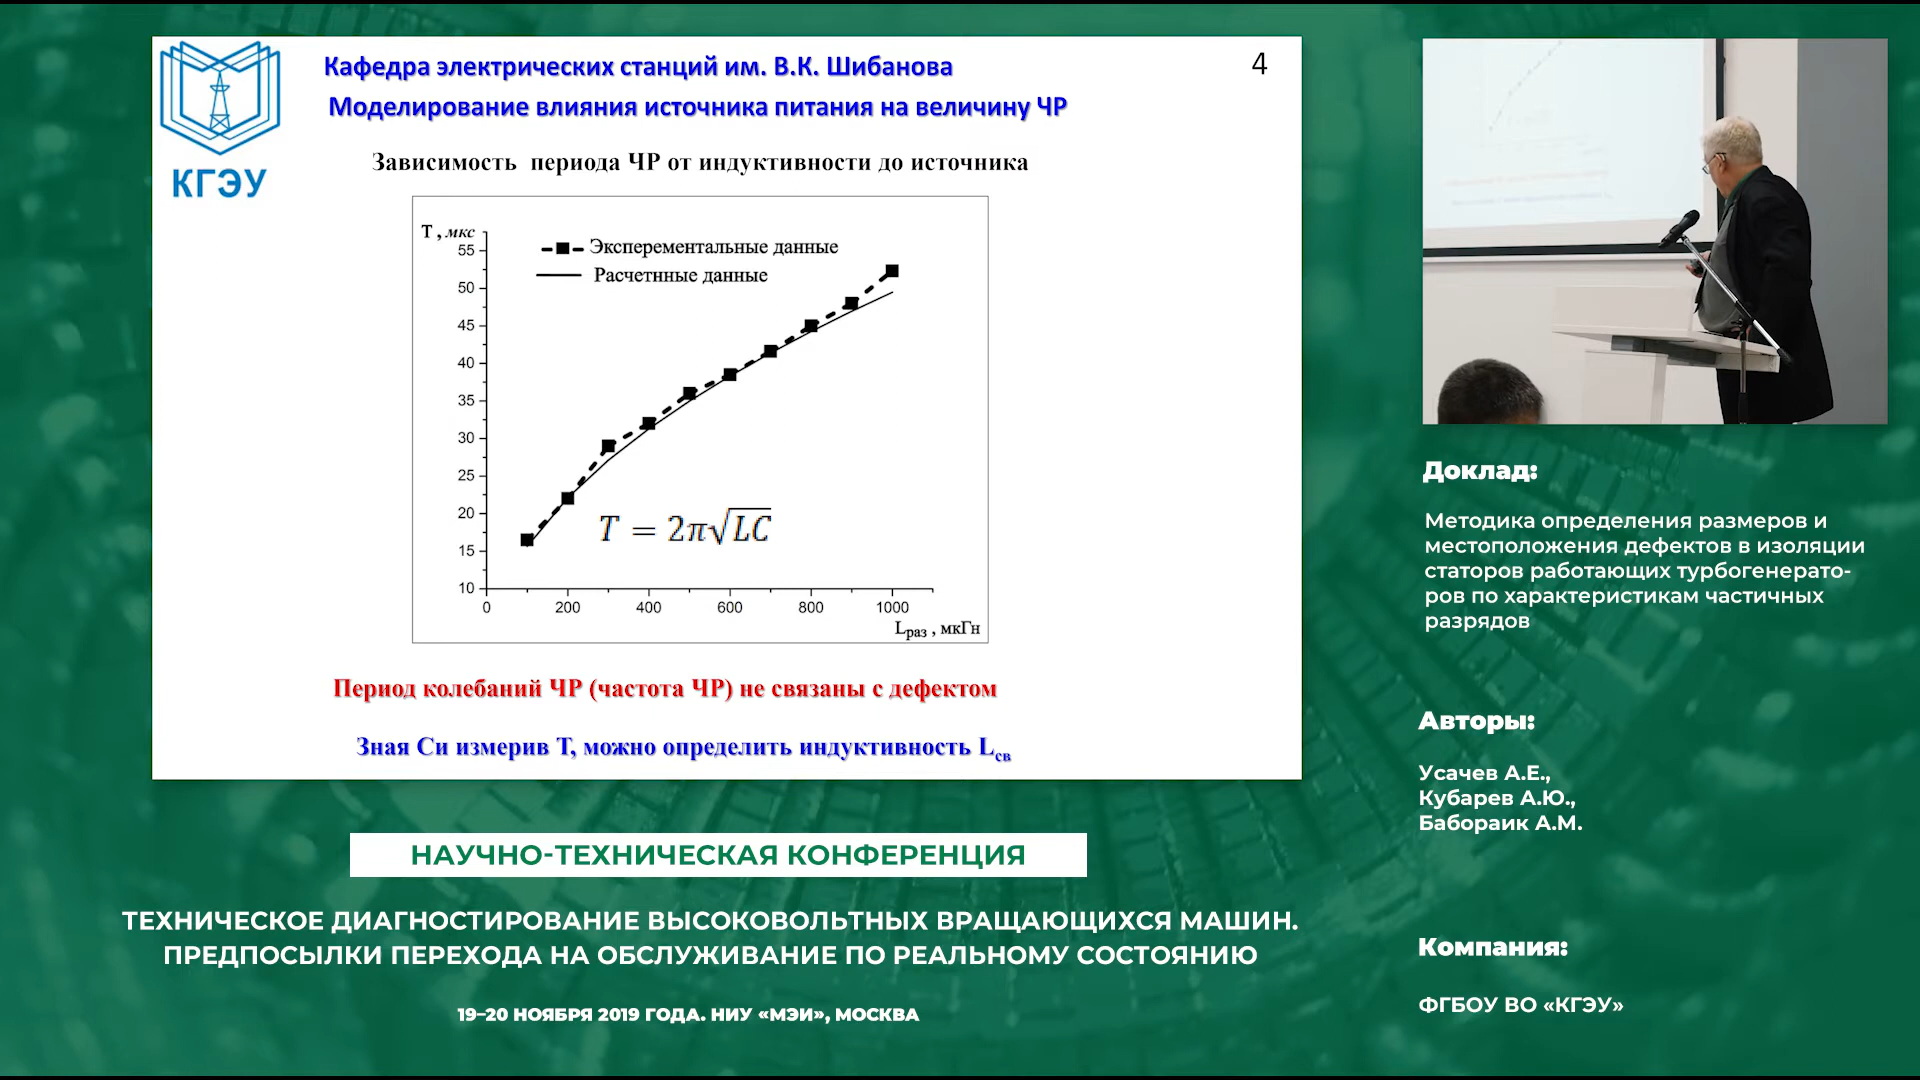 Кафедра электрических станций им. В.К. Шибанова
4
Моделирование влияния источника питания на величину ЧР
КГЭУ
Зависимость периода ЧР от индуктивности до источника
T , мкс
Эксперементальные данные
Расчетнные данные
55
50
45
40
35
30
25
20
15
10
T = 2π√LC
0 200 400 600 800 1000
Lраз , мкГн
Период колебаний ЧР (частота ЧР) не связаны с дефектом
Зная Си измерив Т, можно определить индуктивность Lсв
Доклад:
Методика определения размеров и
местоположения дефектов в изоляции
статоров работающих турбогенерато-
ров по характеристикам частичных
разрядов
Авторы:
Усачев А.Е.,
Кубарев А.Ю.,
Бабораик А.М.
Компания:
ФГБОУ ВО «КГЭУ»
НАУЧНО-ТЕХНИЧЕСКАЯ КОНФЕРЕНЦИЯ
ТЕХНИЧЕСКОЕ ДИАГНОСТИРОВАНИЕ ВЫСОКОВОЛЬТНЫХ ВРАЩАЮЩИХСЯ МАШИН.
ПРЕДПОСЫЛКИ ПЕРЕХОДА НА ОБСЛУЖИВАНИЕ ПО РЕАЛЬНОМУ СОСТОЯНИЮ
19–20 НОЯБРЯ 2019 ГОДА. НИУ «МЭИ», МОСКВА